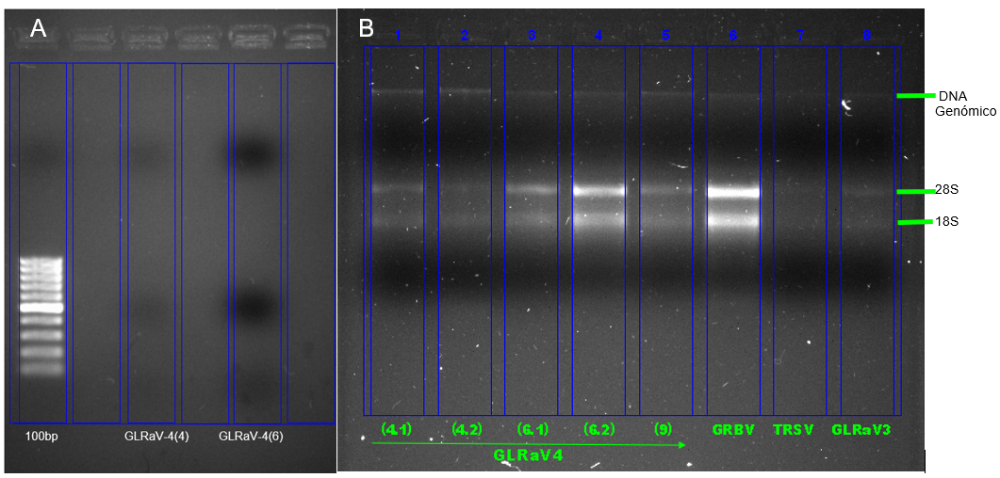 A
100bp
GLRaV-4(4)
GLRaV-4(6)
B
1 2 3 4 5 6 7 8
DNA
Genómico
28S
18S
(4.1) (4.2) (6.1) (6.2) (9) GRBV TRSV GLRaV3
GLRaV4